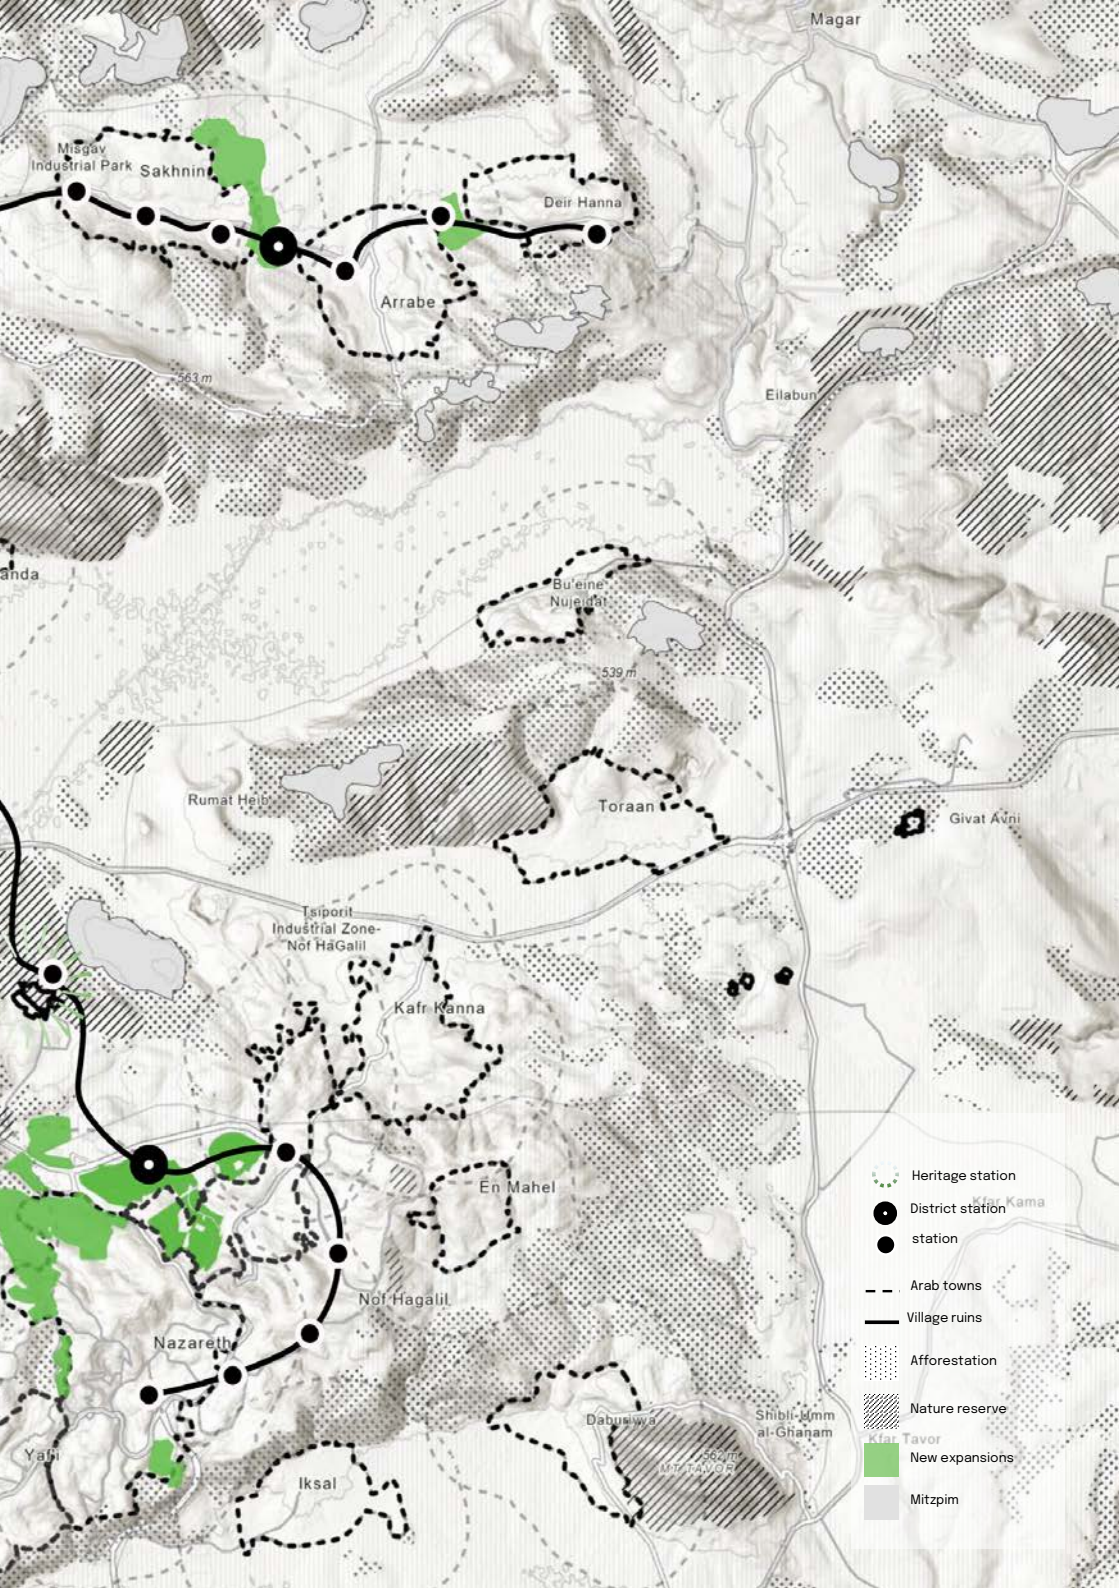 Magar
Misgav
Industrial Park
Sakhnin
Deir Hanna
Arrabe
563 m
Eilabun
anda
Bu'eine
Nujeidat
539 m
Rumat Heib
Toraan
Givat Avni
Tsiporit
Industrial Zone-
Nof HaGalil
Kafr Kanna
En Mahel
Nof Hagalil
Nazareth
Daburiyya
Shibli-Umm
al-Ghanam
Yafi
Iksal
562 m
MT TAVOR
Kfar Kama
Kfar Tavor
Heritage station
District station
station
Arab towns
Village ruins
Afforestation
Nature reserve
New expansions
Mitzpim